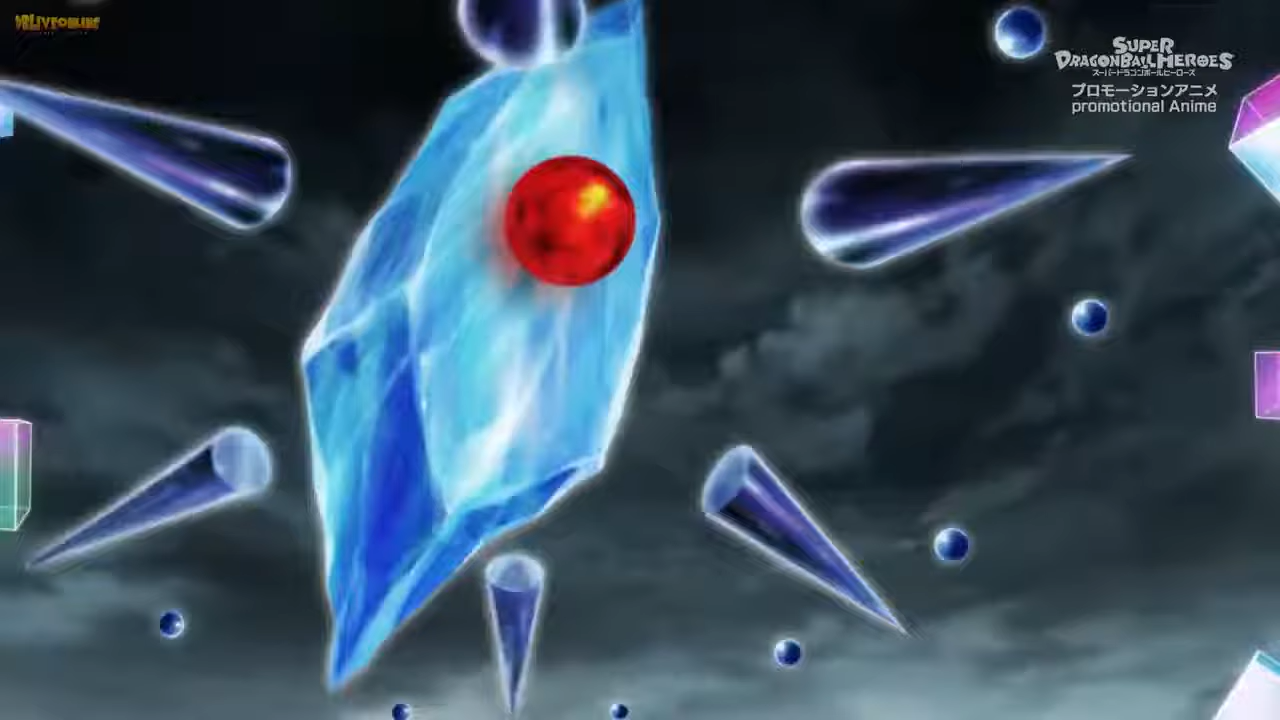 DBLIVEONLINE
SUPER
DRAGONBALL HEROES
スーパードラゴンボールヒーローズ
プロモーションアニメ
promotional Anime